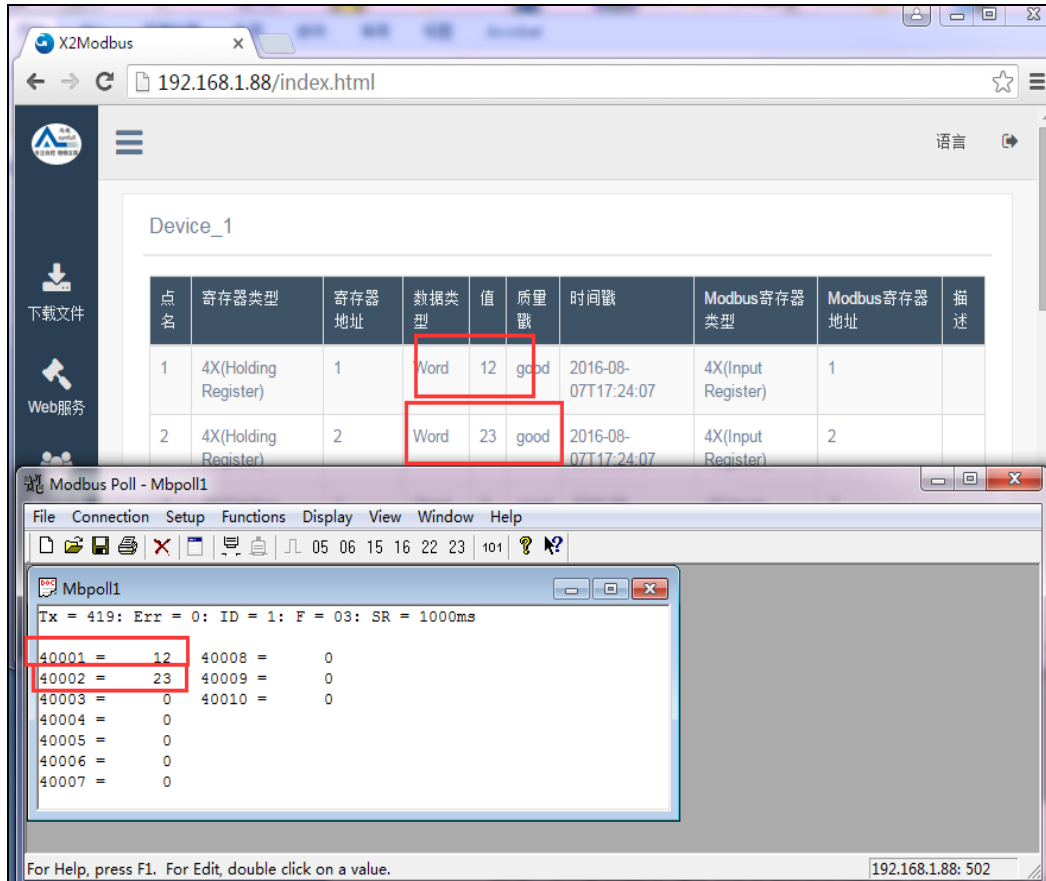 X2Modbus
192.168.1.88/index.html
语言
Device_1
下载文件
Web服务
点名 寄存器类型 寄存器地址 数据类型 值 质量戳 时间戳 Modbus寄存器类型 Modbus寄存器地址 描述
1 4X(Holding Register) 1 Word 12 good 2016-08-07T17:24:07 4X(Input Register) 1
2 4X(Holding Register) 2 Word 23 good 2016-08-07T17:24:07 4X(Input Register) 2
Modbus Poll - Mbpoll1
File Connection Setup Functions Display View Window Help
05 06 15 16 22 23 101
Mbpoll1
Tx = 419: Err = 0: ID = 1: F = 03: SR = 1000ms
40001 = 12 40008 = 0
40002 = 23 40009 = 0
40003 = 0 40010 = 0
40004 = 0
40005 = 0
40006 = 0
40007 = 0
For Help, press F1. For Edit, double click on a value.
192.168.1.88: 502